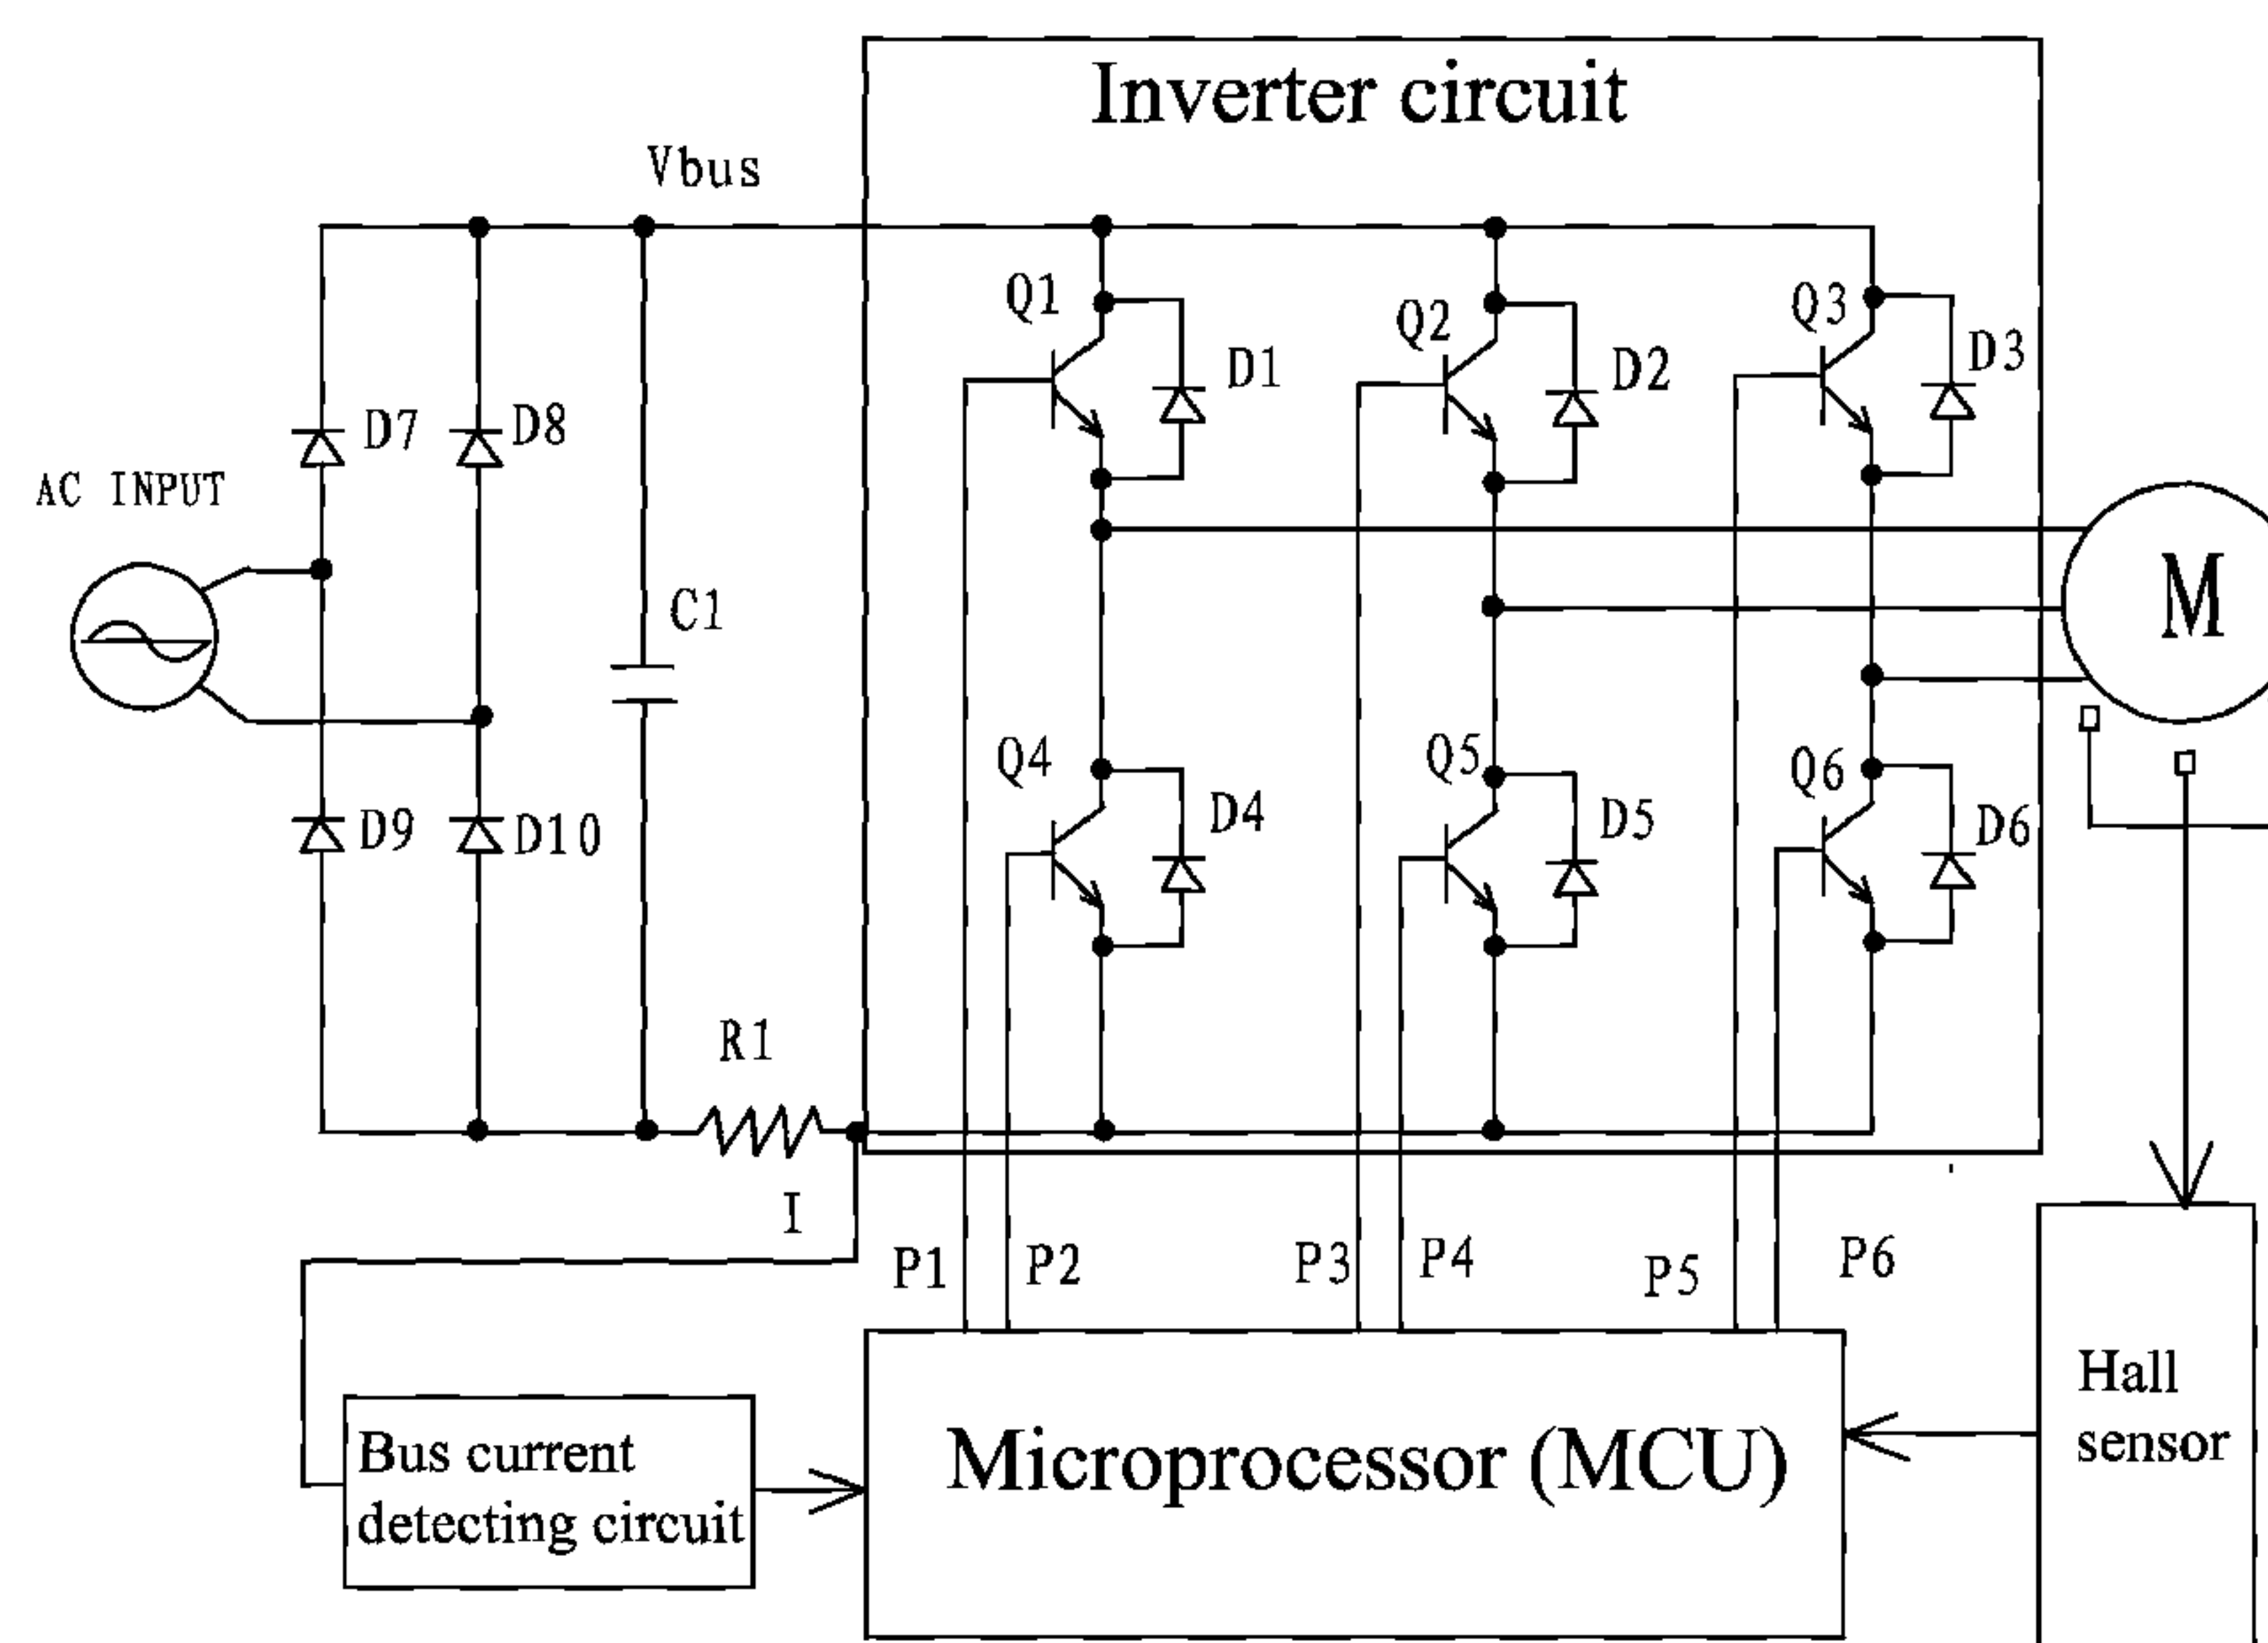 Inverter circuit
Vbus
Q1
Q2
Q3
D1
D2
D3
D7
D8
AC INPUT
M
C1
Q4
Q5
Q6
D4
D5
D6
D9
D10
R1
I
P1
P2
P3
P4
P5
P6
Hall
sensor
Bus current
detecting circuit
Microprocessor (MCU)